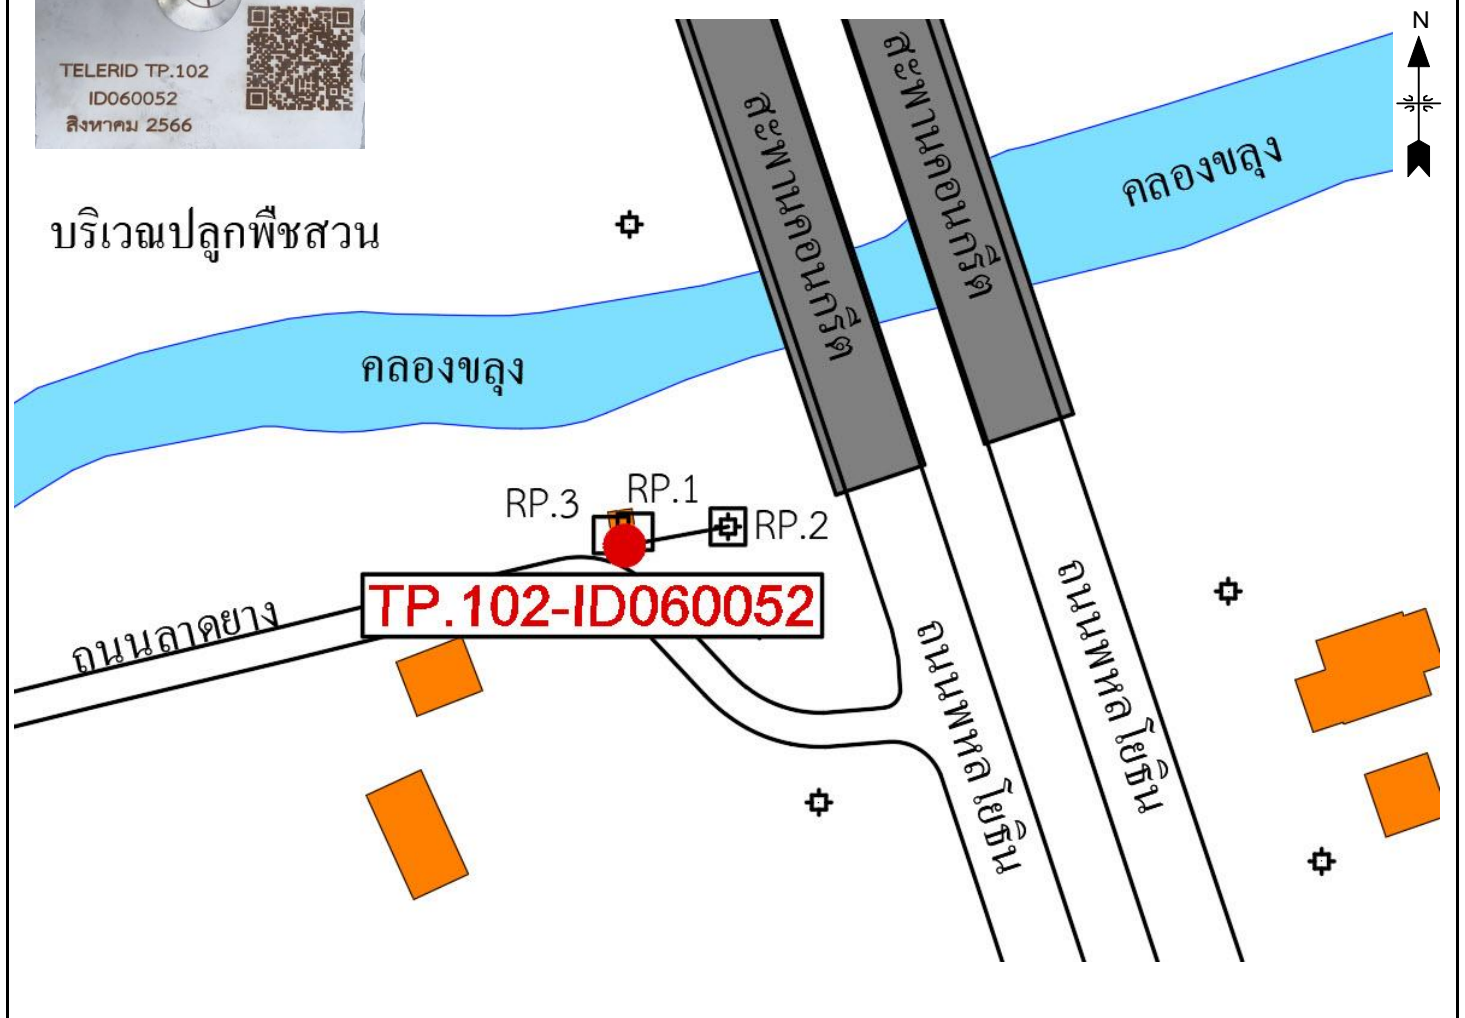 TELERID TP.102
ID060052
สิงหาคม 2566
N
บริเวณปลูกพืชสวน
สะพานคอนกรีต
สะพานคอนกรีต
คลองขลุง
คลองขลุง
RP.3
RP.1
RP.2
TP.102-ID060052
ถนนลาดยาง
ถนนพหลโยธิน
ถนนพหลโยธิน